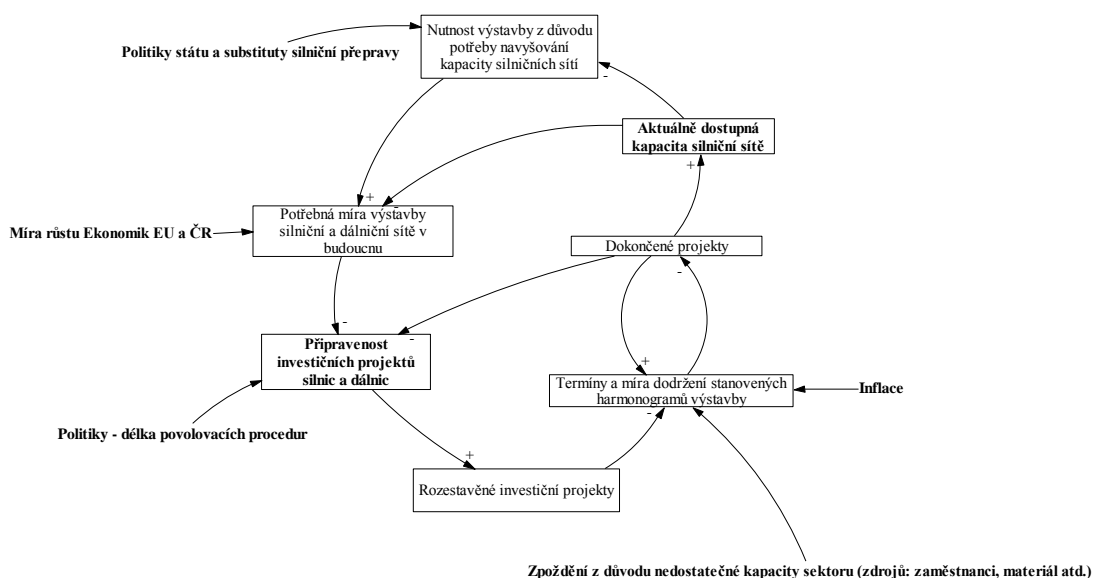 Nutnost výstavby z důvodu
potřeby navyšování
kapacity silničních sítí
Politiky státu a substituty silniční přepravy
-
Aktuálně dostupná
kapacita silniční sítě
+
+
-
Potřebná míra výstavby
silniční a dálniční sítě v
budoucnu
Míra růstu Ekonomik EU a ČR
Dokončené projekty
-
-
-
Připravenost
investičních projektů
silnic a dálnic
+
Termíny a míra dodržení stanovených
harmonogramů výstavby
Inflace
-
Politiky - délka povolovacích procedur
+
Rozestavěné investiční projekty
Zpoždění z důvodu nedostatečné kapacity sektoru (zdrojů: zaměstnanci, materiál atd.)